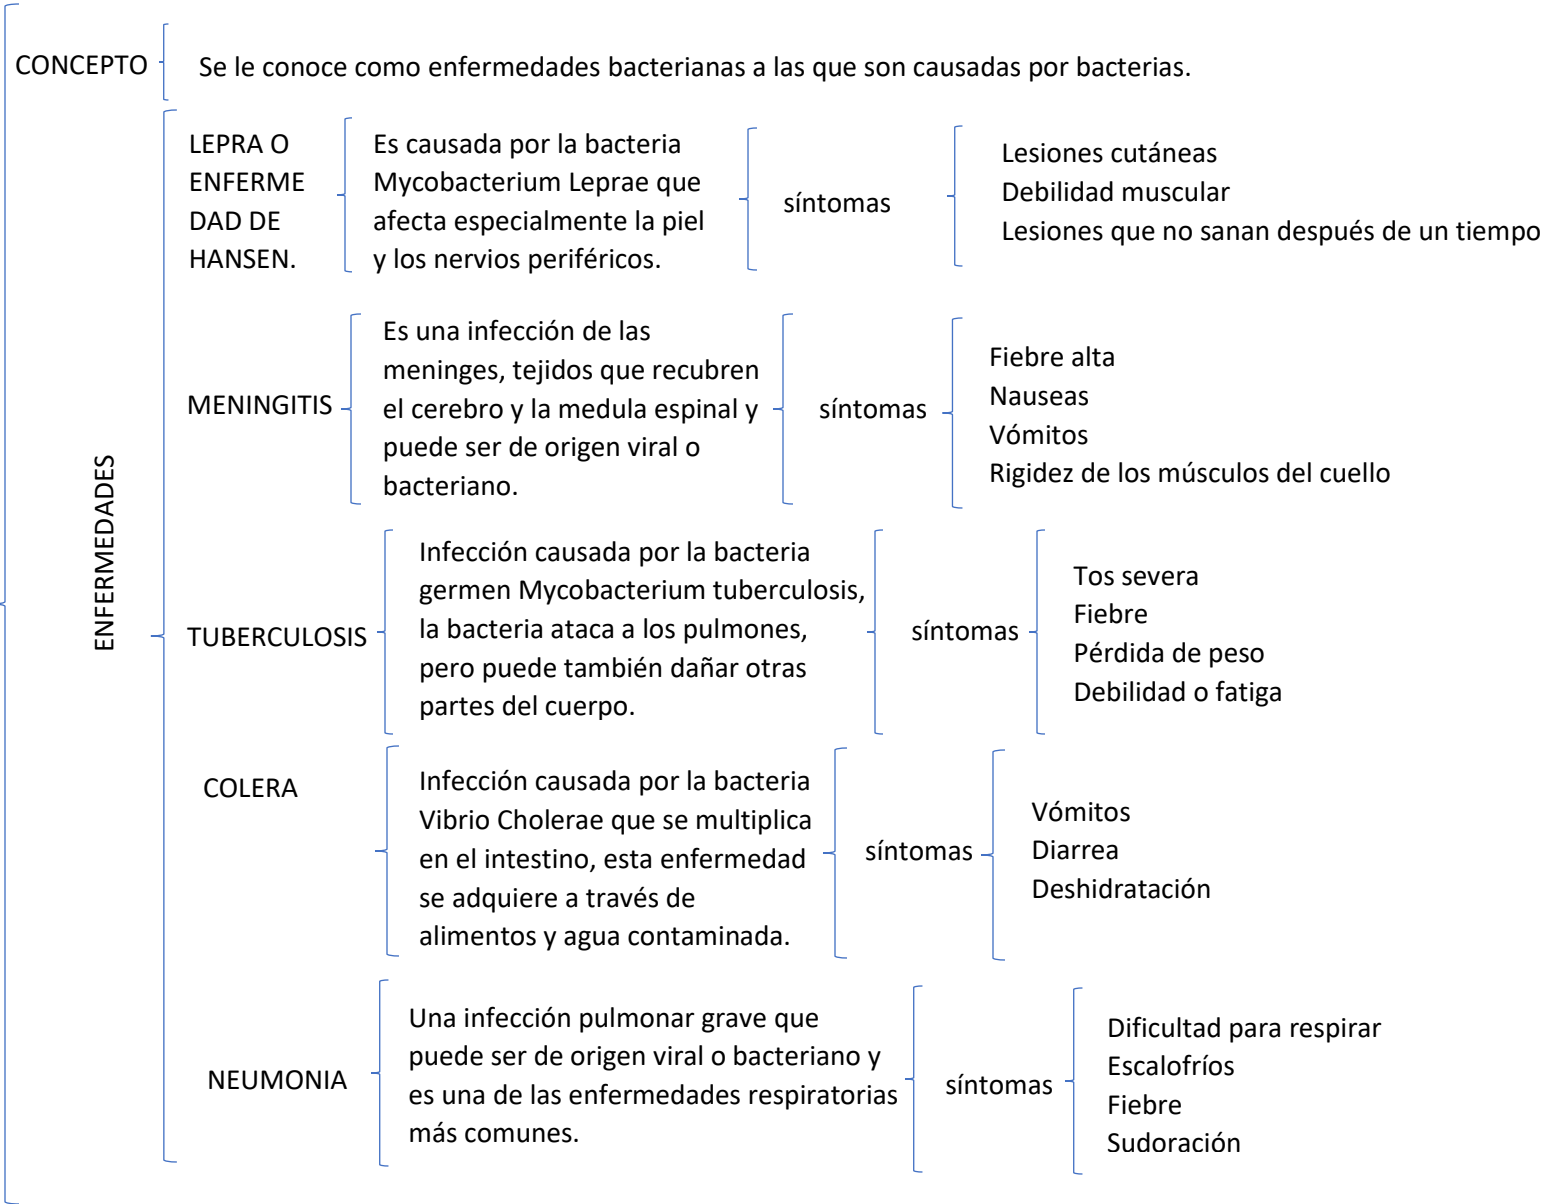 CONCEPTO
Se le conoce como enfermedades bacterianas a las que son causadas por bacterias.
ENFERMEDADES
LEPRA O
ENFERME
DAD DE
HANSEN.
Es causada por la bacteria
Mycobacterium Leprae que
afecta especialmente la piel
y los nervios periféricos.
síntomas
Lesiones cutáneas
Debilidad muscular
Lesiones que no sanan después de un tiempo
MENINGITIS
Es una infección de las
meninges, tejidos que recubren
el cerebro y la medula espinal y
puede ser de origen viral o
bacteriano.
síntomas
Fiebre alta
Nauseas
Vómitos
Rigidez de los músculos del cuello
TUBERCULOSIS
Infección causada por la bacteria
germen Mycobacterium tuberculosis,
la bacteria ataca a los pulmones,
pero puede también dañar otras
partes del cuerpo.
síntomas
Tos severa
Fiebre
Pérdida de peso
Debilidad o fatiga
COLERA
Infección causada por la bacteria
Vibrio Cholerae que se multiplica
en el intestino, esta enfermedad
se adquiere a través de
alimentos y agua contaminada.
síntomas
Vómitos
Diarrea
Deshidratación
NEUMONIA
Una infección pulmonar grave que
puede ser de origen viral o bacteriano y
es una de las enfermedades respiratorias
más comunes.
síntomas
Dificultad para respirar
Escalofríos
Fiebre
Sudoración